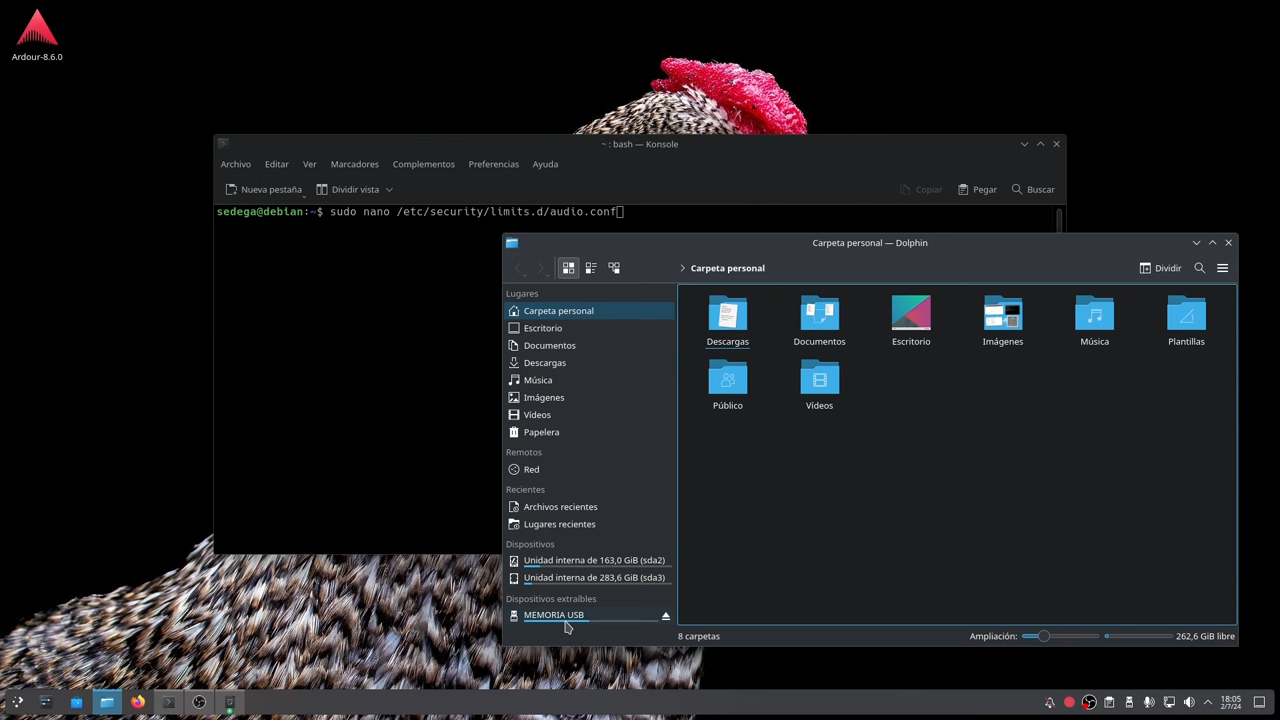 Ardour-8.6.0
~ : bash — Konsole
Archivo Editar Ver Marcadores Complementos Preferencias Ayuda
Nueva pestaña Dividir vista Copiar Pegar Buscar
sedega@debian:~$ sudo nano /etc/security/limits.d/audio.conf
Carpeta personal — Dolphin
Carpeta personal Dividir
Lugares
Carpeta personal
Escritorio
Documentos
Descargas
Música
Imágenes
Vídeos
Papelera
Remotos
Red
Recientes
Archivos recientes
Lugares recientes
Dispositivos
Unidad interna de 163,0 GiB (sda2)
Unidad interna de 283,6 GiB (sda3)
Dispositivos extraíbles
MEMORIA USB
Descargas Documentos Escritorio Imágenes Música Plantillas
Público Vídeos
8 carpetas Ampliación: 262,6 GiB libre
18:05
2/7/24